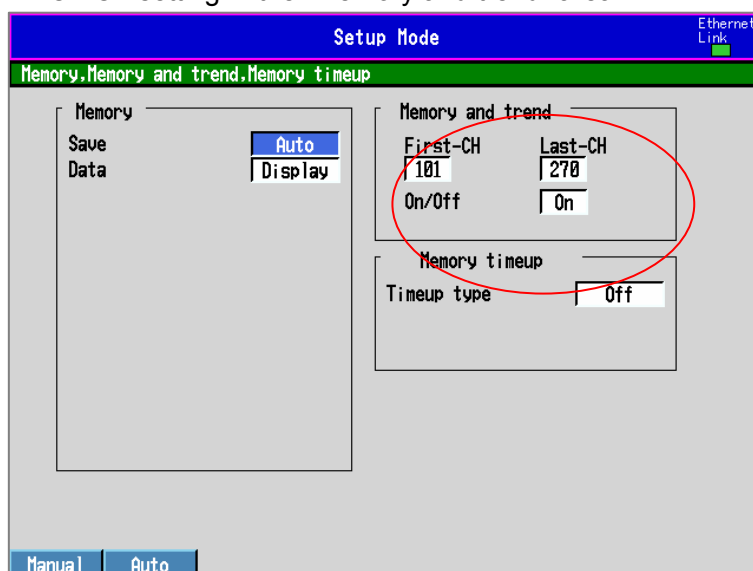 Setup Mode
Ethernet
Link
Memory,Memory and trend,Memory timeup
Memory
Save Auto
Data Display
Memory and trend
First-CH Last-CH
101 270
On/Off On
Memory timeup
Timeup type Off
Manual Auto